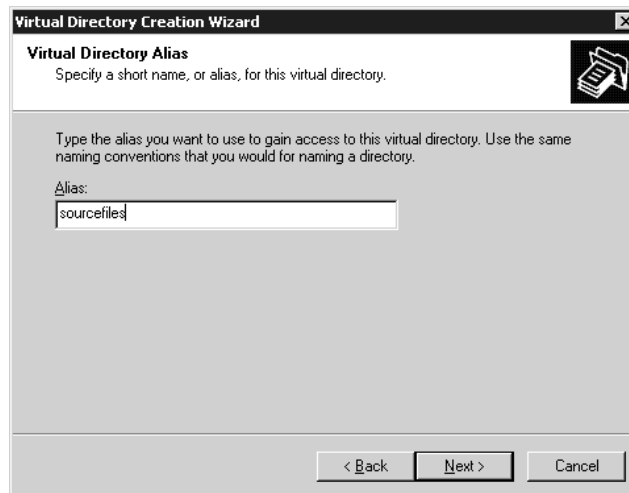 Virtual Directory Creation Wizard
Virtual Directory Alias
Specify a short name, or alias, for this virtual directory.
Type the alias you want to use to gain access to this virtual directory. Use the same
naming conventions that you would for naming a directory.
Alias:
sourcefiles
< Back Next > Cancel